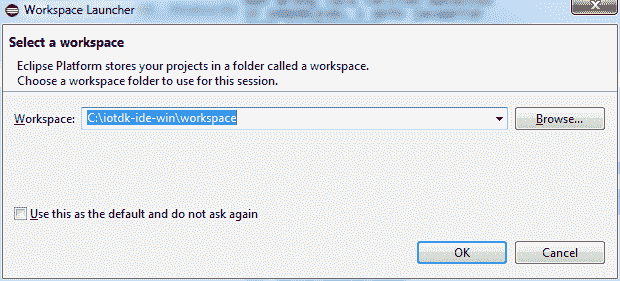 Workspace Launcher
Select a workspace
Eclipse Platform stores your projects in a folder called a workspace.
Choose a workspace folder to use for this session.
Workspace: C:\iotdk-ide-win\workspace Browse...
Use this as the default and do not ask again
OK Cancel